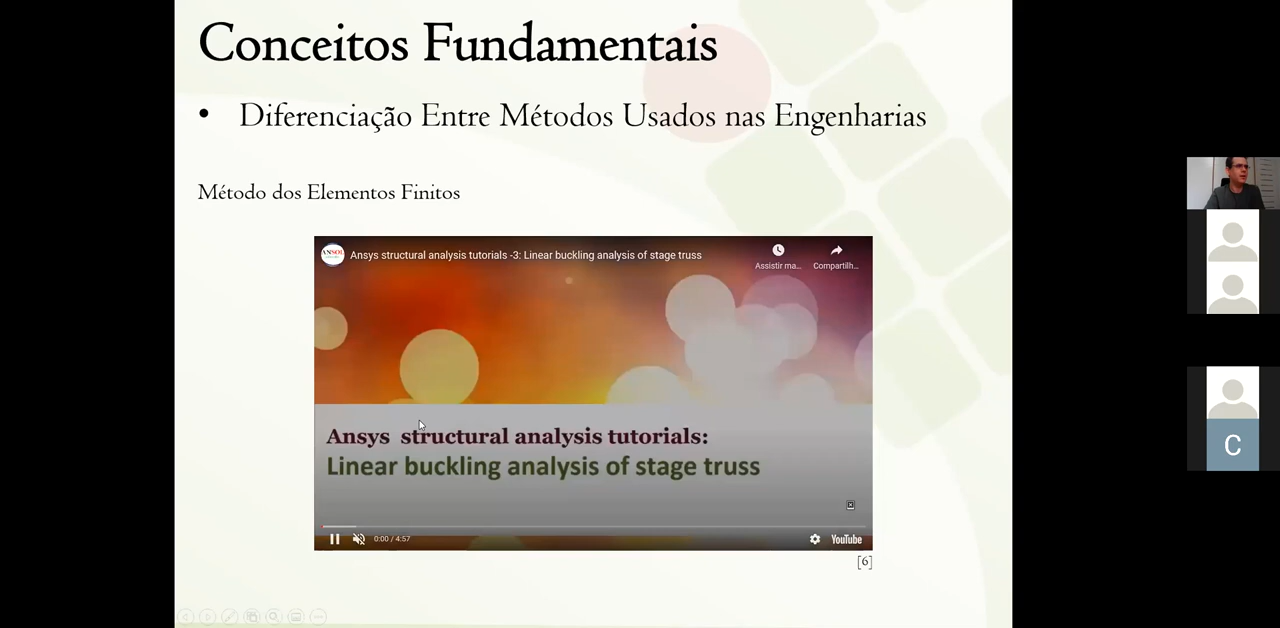 Conceitos Fundamentais
• Diferenciação Entre Métodos Usados nas Engenharias
Método dos Elementos Finitos
ANSOL
Ansys structural analysis tutorials -3: Linear buckling analysis of stage truss
Assistir ma...
Compartilh...
Ansys structural analysis tutorials:
Linear buckling analysis of stage truss
0:00 / 4:57
YouTube
[6]
C